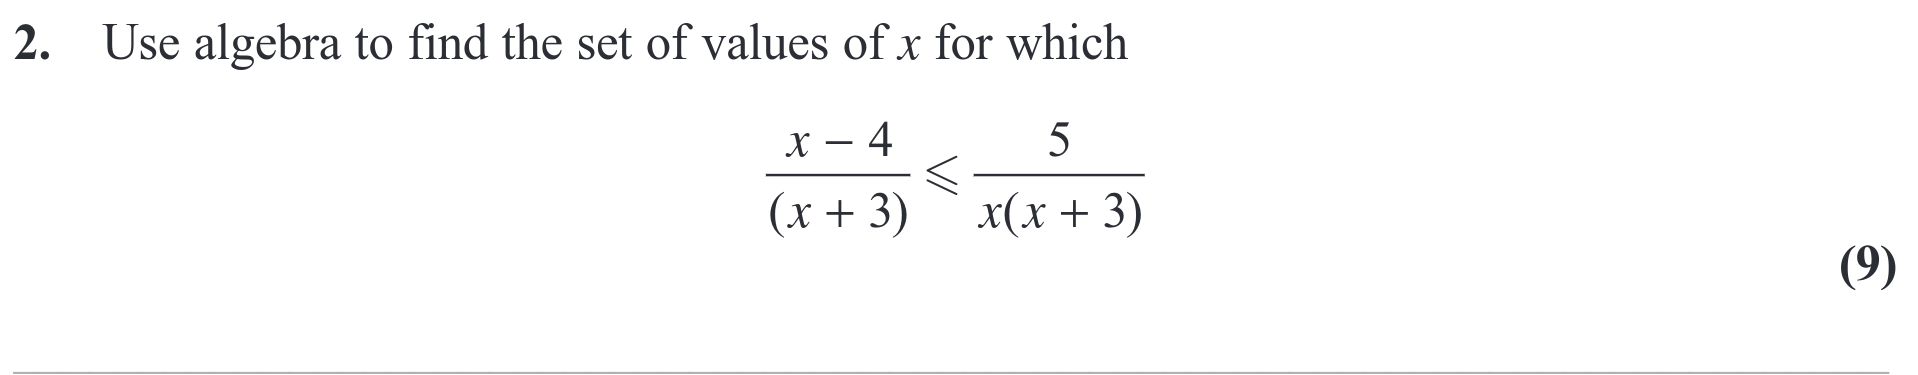 2. Use algebra to find the set of values of x for which
x – 4 / (x + 3) ⩽ 5 / x(x + 3)
(9)